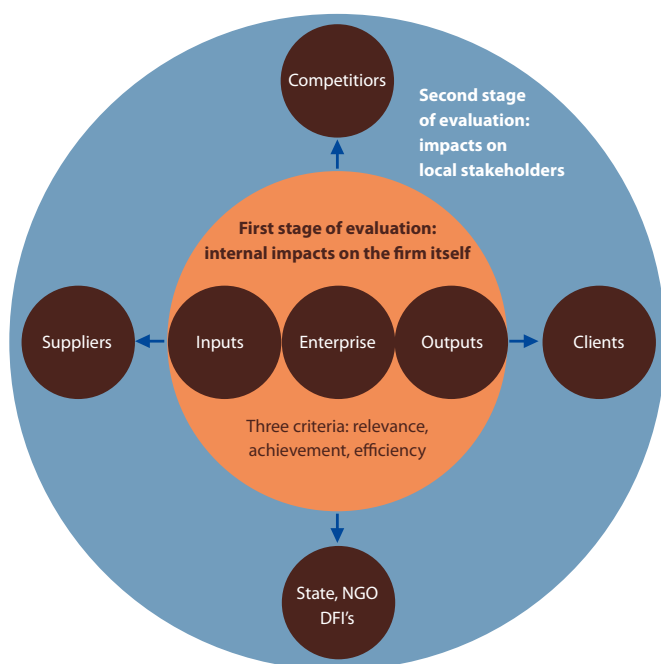 Competitiors
Second stage
of evaluation:
impacts on
local stakeholders
First stage of evaluation:
internal impacts on the firm itself
Suppliers
Inputs
Enterprise
Outputs
Clients
Three criteria: relevance,
achievement, efficiency
State, NGO
DFI's